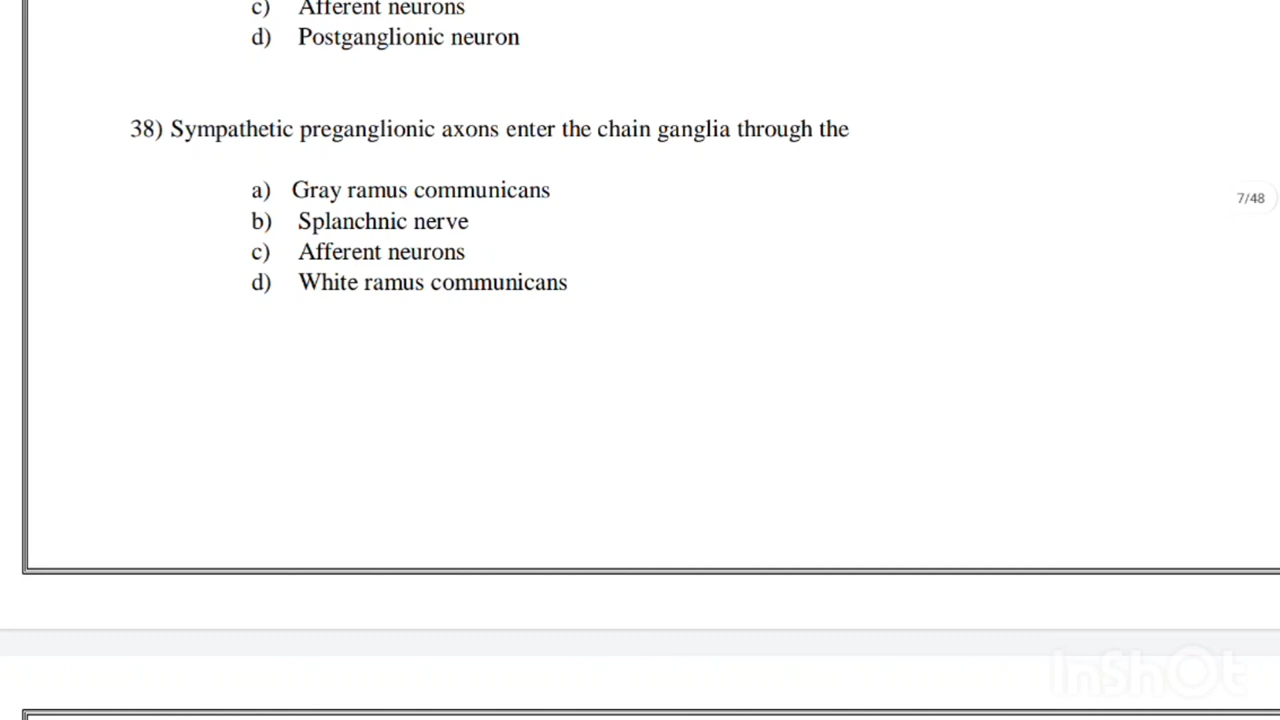 c) Afferent neurons
d) Postganglionic neuron
38) Sympathetic preganglionic axons enter the chain ganglia through the
a) Gray ramus communicans
7/48
b) Splanchnic nerve
c) Afferent neurons
d) White ramus communicans
InShOt